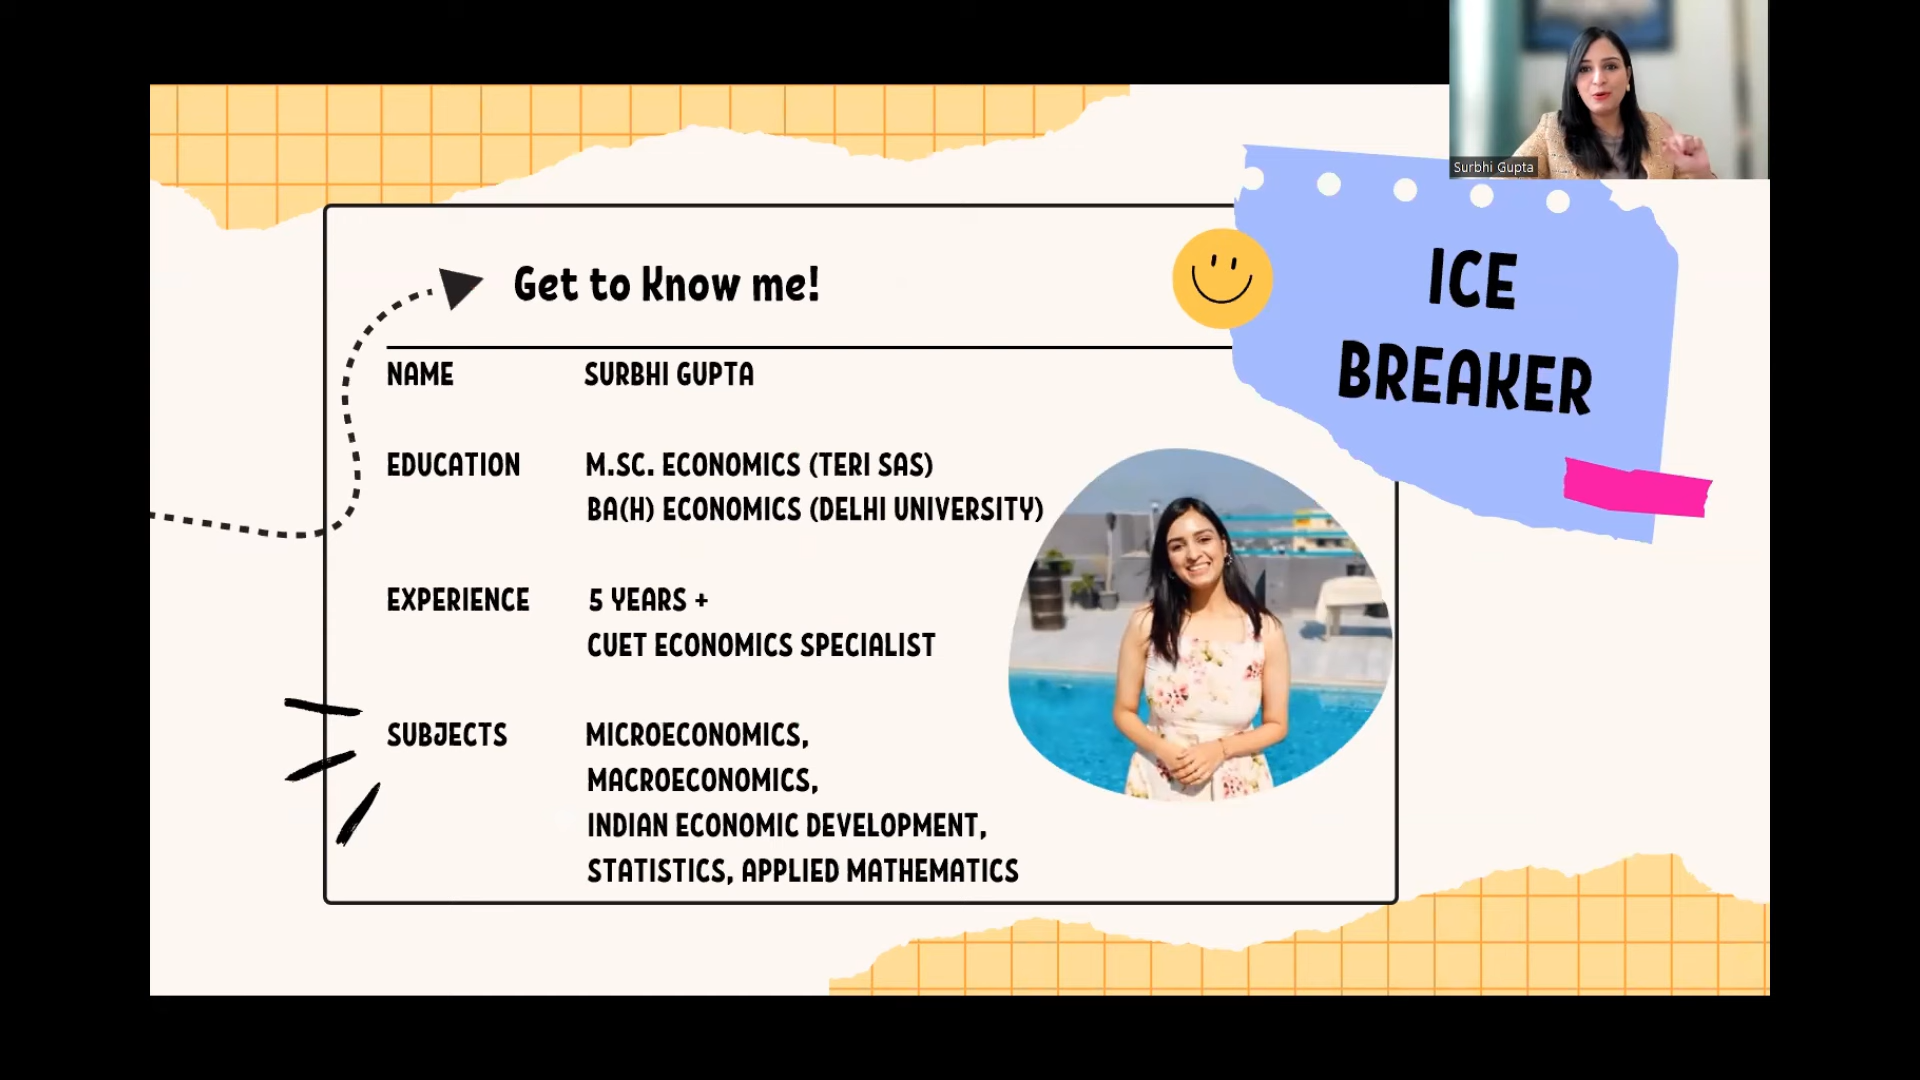 Surbhi Gupta
ICE
BREAKER
Get to Know me!
NAME SURBHI GUPTA
EDUCATION M.SC. ECONOMICS (TERI SAS)
BA(H) ECONOMICS (DELHI UNIVERSITY)
EXPERIENCE 5 YEARS +
CUET ECONOMICS SPECIALIST
SUBJECTS MICROECONOMICS,
MACROECONOMICS,
INDIAN ECONOMIC DEVELOPMENT,
STATISTICS, APPLIED MATHEMATICS